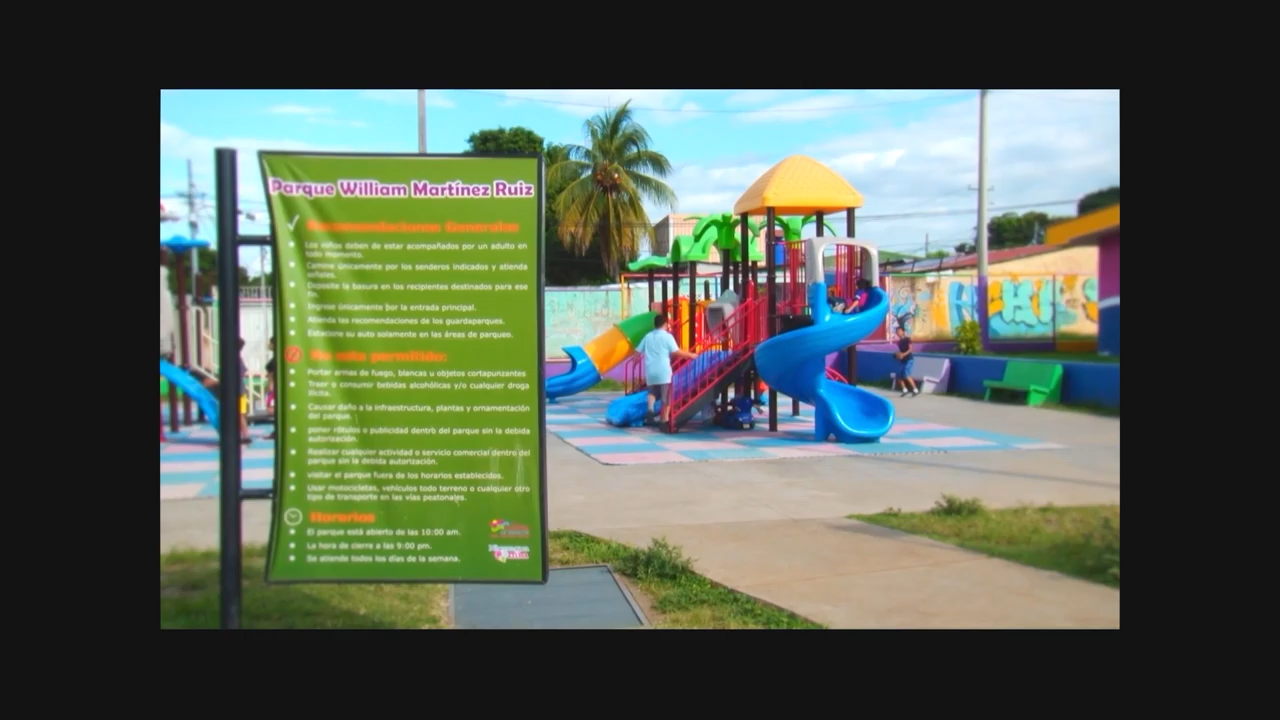 Parque William Martínez Ruiz
Recomendaciones Generales
Los niños deben de estar acompañados por un adulto en
todo momento.
Camine únicamente por los senderos indicados y atienda
señales.
Deposite la basura en los recipientes destinados para ese
fin.
Ingrese únicamente por la entrada principal.
Atienda las recomendaciones de los guardaparques.
Estacione su auto solamente en las áreas de parqueo.
No esta permitido:
Portar armas de fuego, blancas u objetos cortapunzantes
Traer o consumir bebidas alcohólicas y/o cualquier droga
ilícita.
Causar daño a la infraestructura, plantas y ornamentación
del parque.
poner rótulos o publicidad dentro del parque sin la debida
autorización.
Realizar cualquier actividad o servicio comercial dentro del
parque sin la debida autorización.
visitar el parque fuera de los horarios establecidos.
Usar motocicletas, vehículos todo terreno o cualquier otro
tipo de transporte en las vías peatonales.
Horarios
El parque está abierto de las 10:00 am.
La hora de cierre a las 9:00 pm.
Se atiende todos los días de la semana.